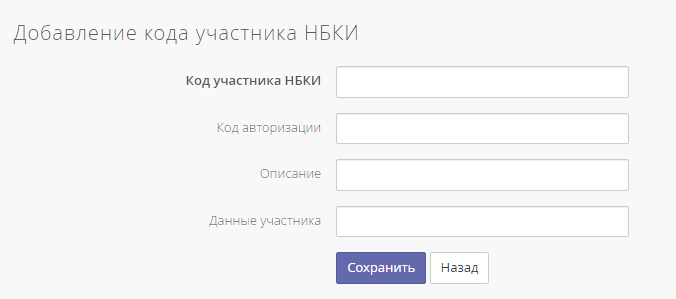 Добавление кода участника НБКИ
Код участника НБКИ
Код авторизации
Описание
Данные участника
Сохранить Назад